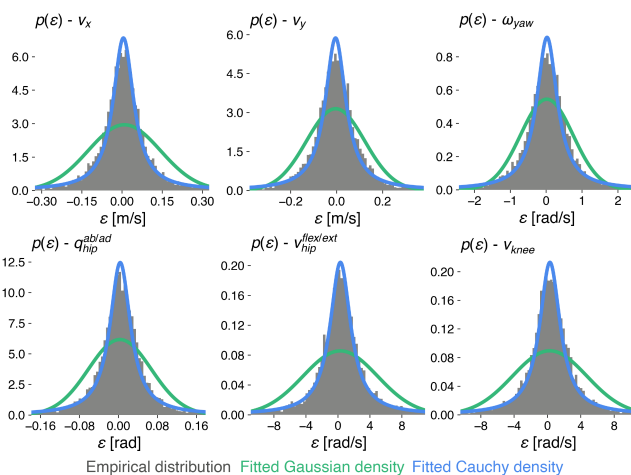 p(ε) - v_x
p(ε) - v_y
p(ε) - ω_yaw
6.0
4.5
3.0
1.5
0.0
−0.30 −0.15 0.00 0.15 0.30
ε [m/s]
6.0
4.5
3.0
1.5
0.0
−0.2 0.0 0.2
ε [m/s]
0.8
0.6
0.4
0.2
0.0
−2 −1 0 1 2
ε [rad/s]
p(ε) - q_hip^ab/ad
p(ε) - v_hip^flex/ext
p(ε) - v_knee
12.5
10.0
7.5
5.0
2.5
0.0
−0.16 −0.08 0.00 0.08 0.16
ε [rad]
0.20
0.16
0.12
0.08
0.04
0.00
−8 −4 0 4 8
ε [rad/s]
0.20
0.16
0.12
0.08
0.04
0.00
−8 −4 0 4 8
ε [rad/s]
Empirical distribution Fitted Gaussian density Fitted Cauchy density